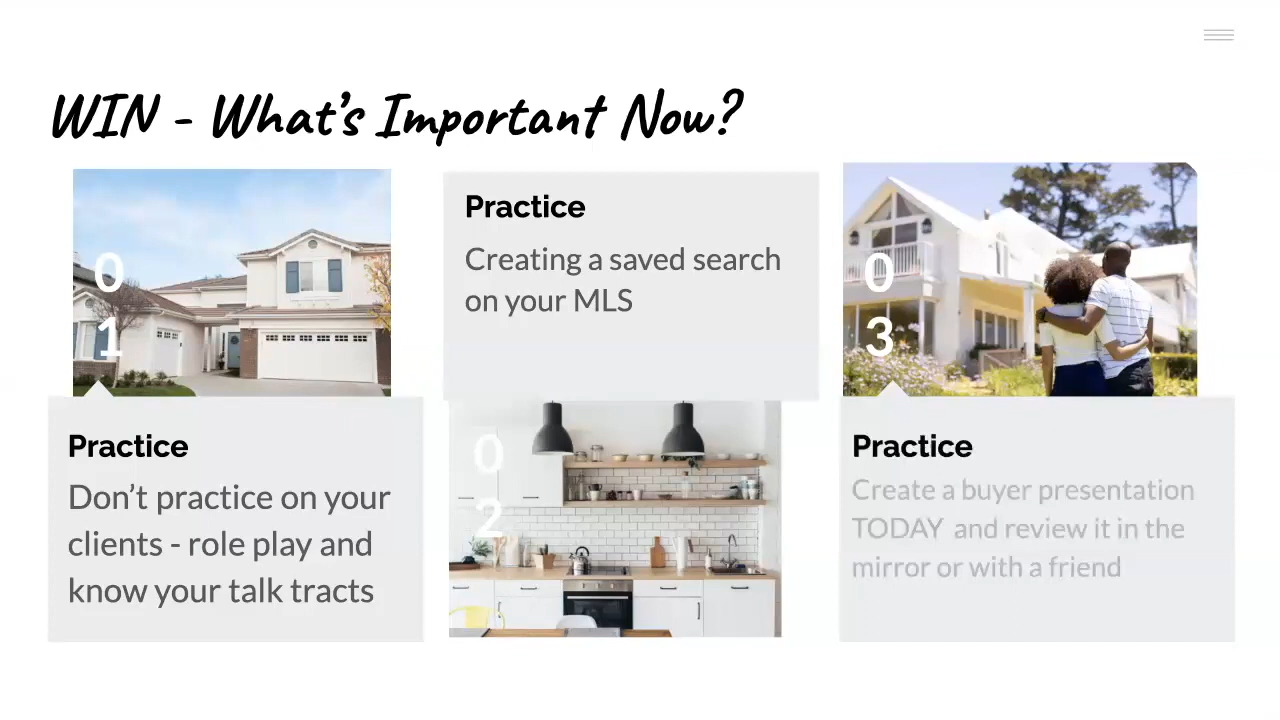 WIN - What's Important Now?
0
1
Practice
Don't practice on your
clients - role play and
know your talk tracts
Practice
Creating a saved search
on your MLS
0
2
0
3
Practice
Create a buyer presentation
TODAY and review it in the
mirror or with a friend